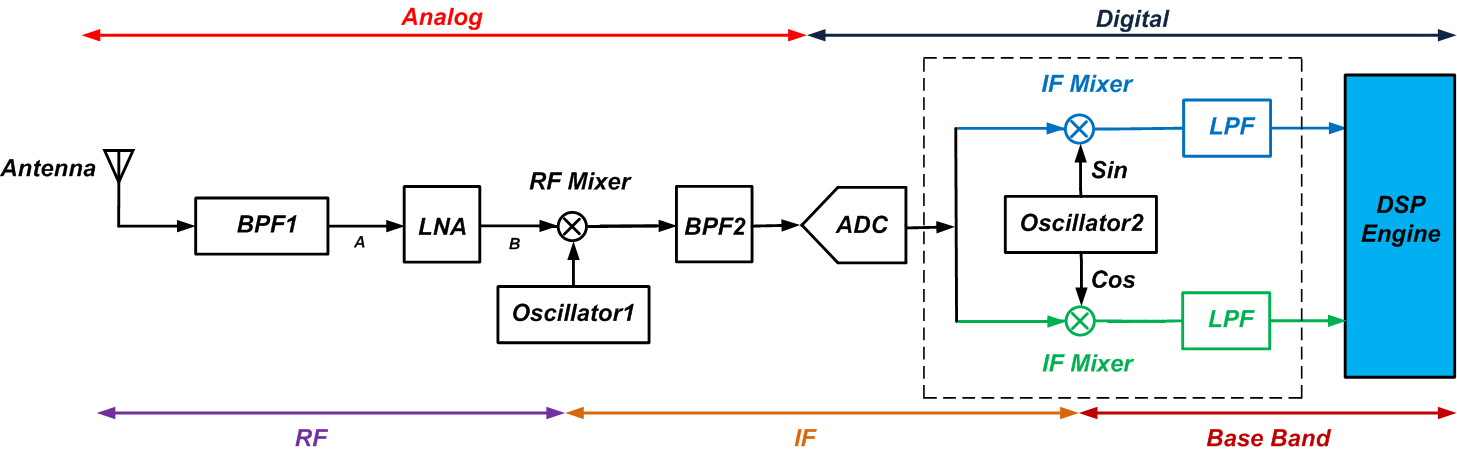 Analog
Digital
IF Mixer
LPF
Antenna
RF Mixer
Sin
BPF1
A
LNA
B
BPF2
ADC
Oscillator2
DSP
Engine
Oscillator1
Cos
LPF
IF Mixer
RF
IF
Base Band